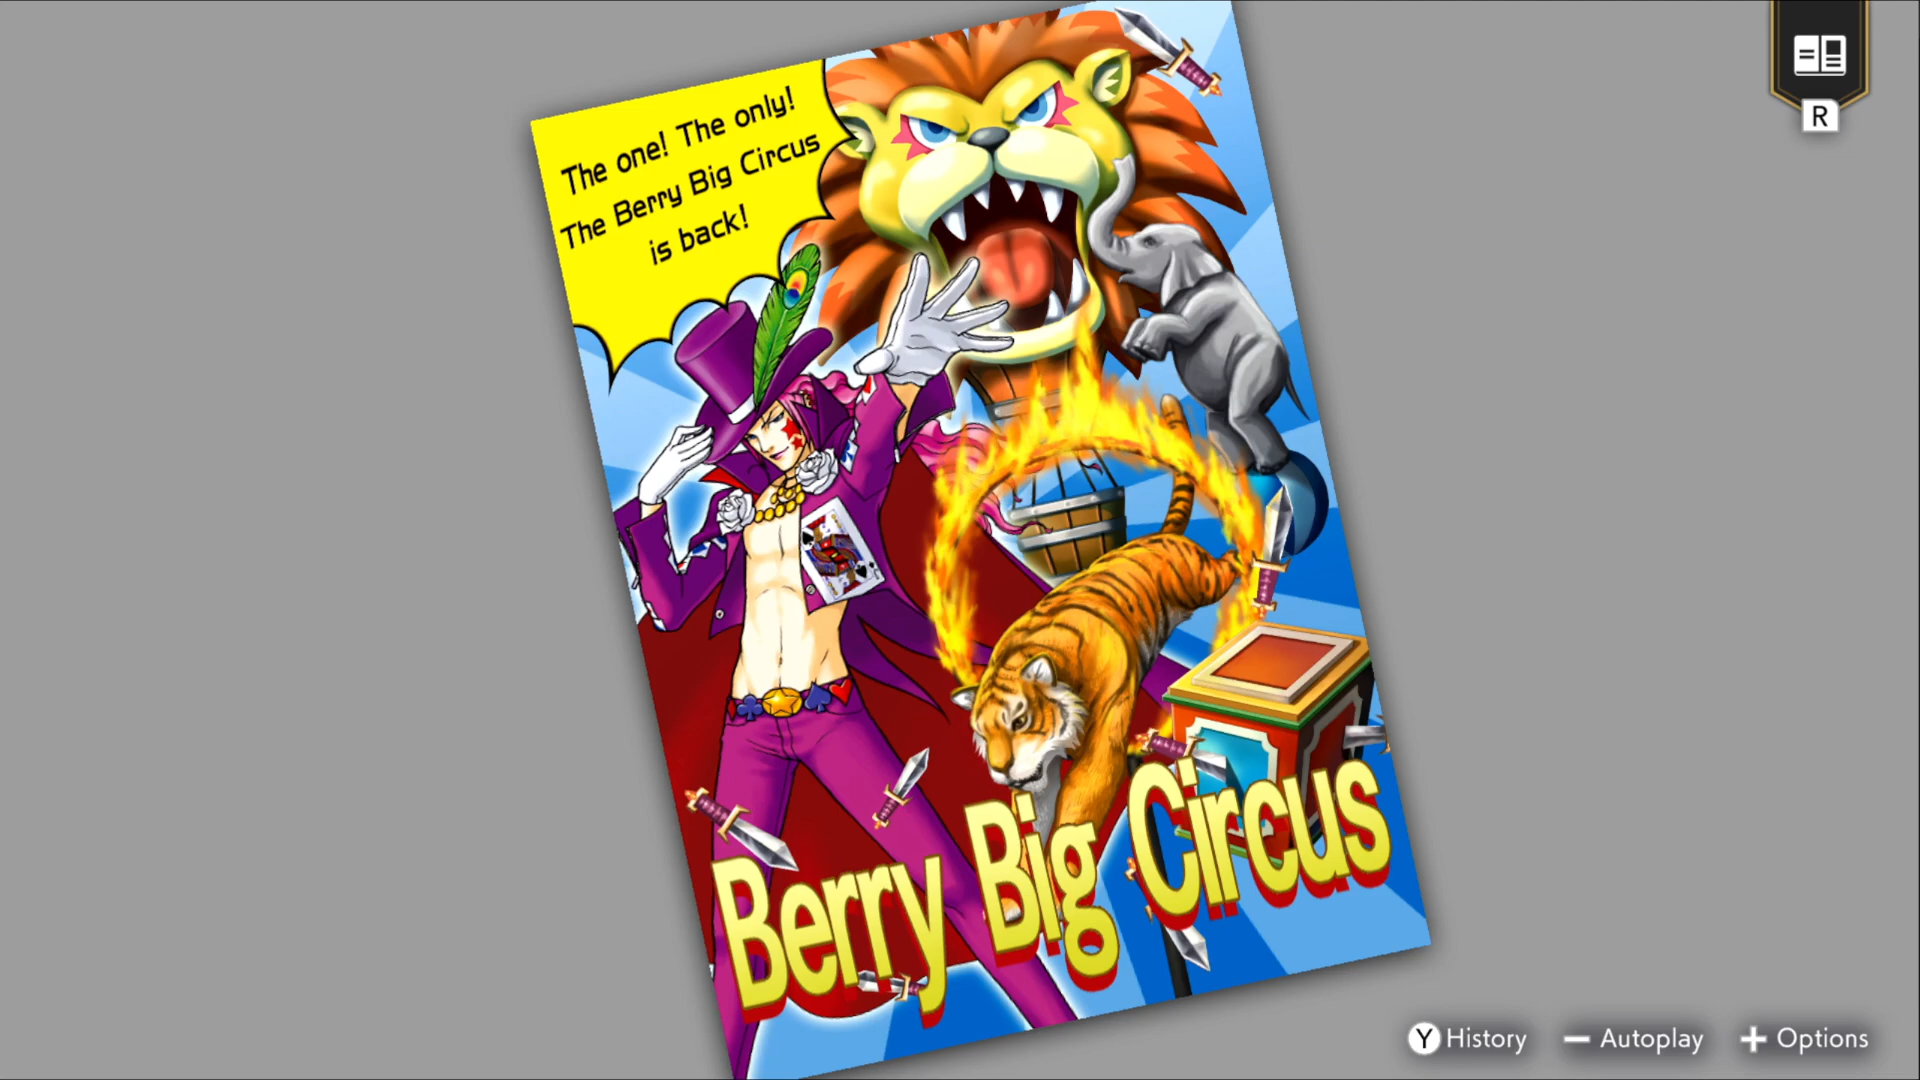 The one! The only!
The Berry Big Circus
is back!
Berry Big Circus
R
Y History
Autoplay
Options